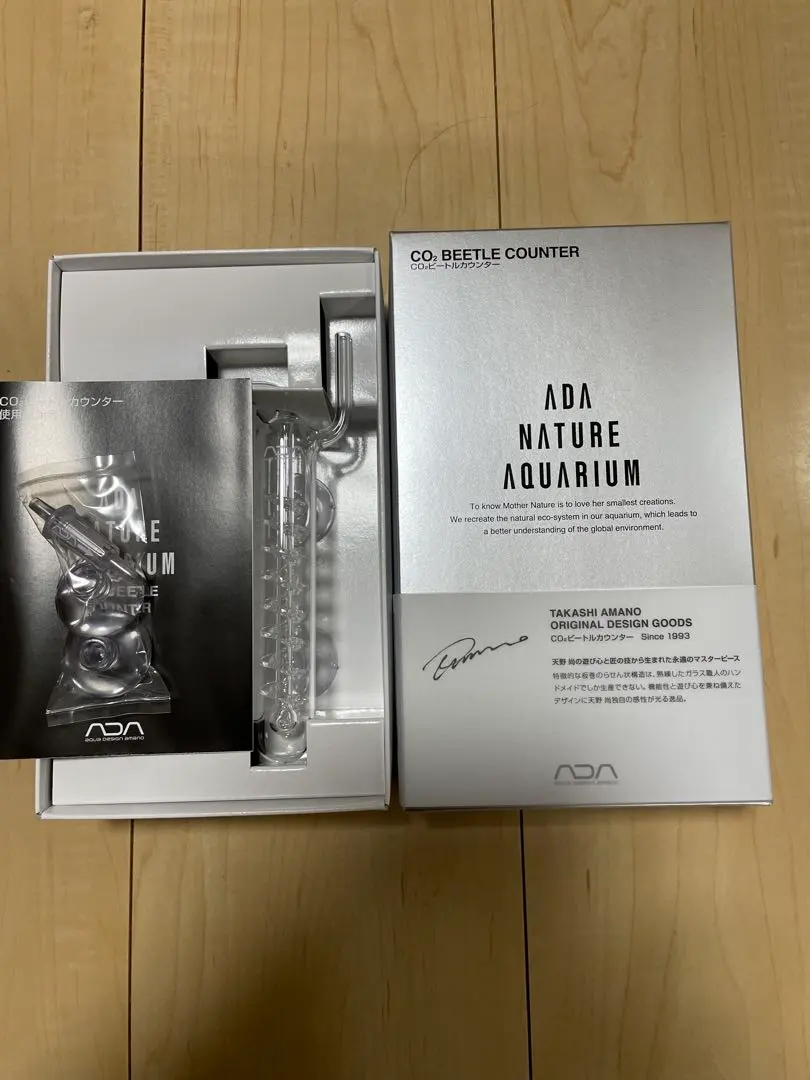 CO₂ BEETLE COUNTER
CO₂ビートルカウンター
ADA
NATURE
AQUARIUM
To know Mother Nature is to love her smallest creations.
We recreate the natural eco-system in our aquarium, which leads to
a better understanding of the global environment.
TAKASHI AMANO
ORIGINAL DESIGN GOODS
CO₂ビートルカウンター Since 1993
天野 尚の遊び心と匠の技から生まれた永遠のマスターピース
特徴的な板巻のらせん状構造は、熟練したガラス職人のハン
ドメイドでしか生産できない。機能性と遊び心を兼ね備えた
デザインに天野 尚独自の感性が光る逸品。
ADA
AQUA DESIGN AMANO
カウンター
使用
ADA
BEETLE
COUNTER
ADA
AQUA DESIGN AMANO